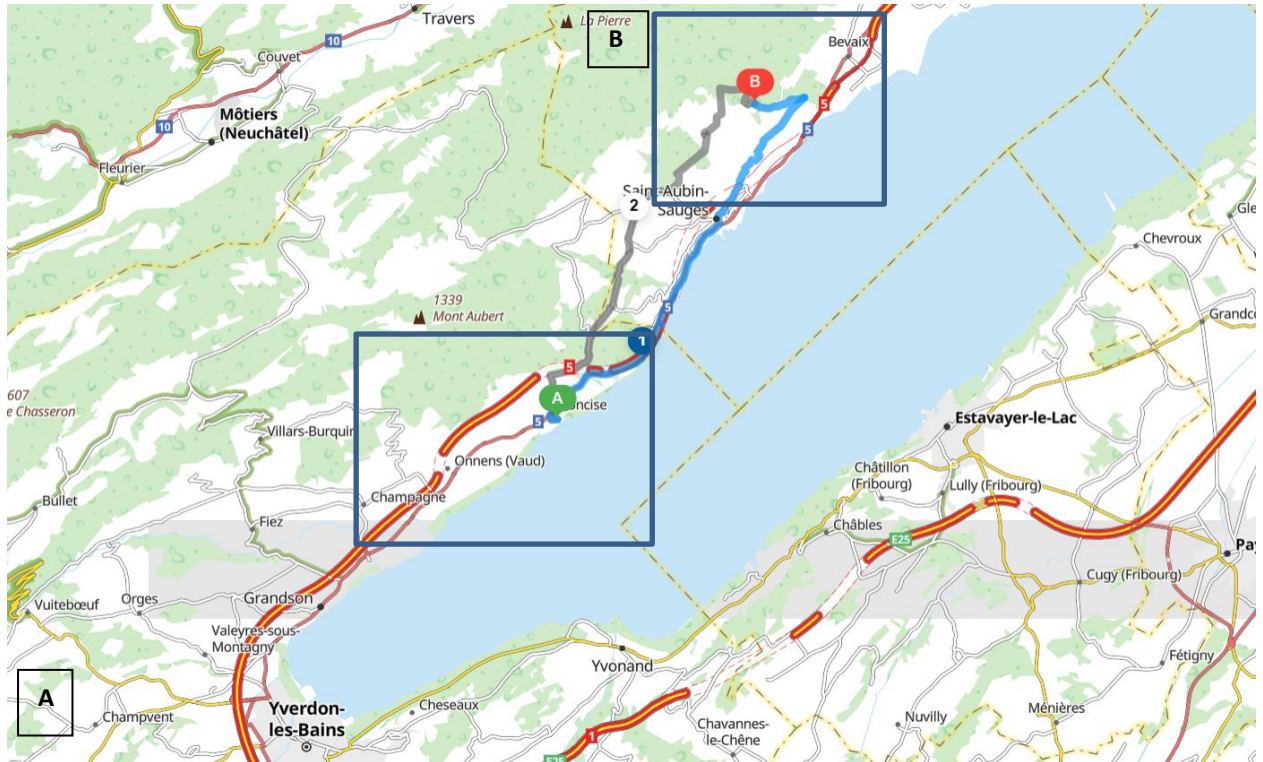 La Pierre
Travers
10
B
Bevaix
Couvet
B
Môtiers
(Neuchâtel)
5
10
5
Fleurier
Saint-Aubin-
Sauges
2
Gle
Chevroux
1339
Mont Aubert
5
Grandco
1
5
607
e Chasseron
A
oncise
5
Estavayer-le-Lac
Villars-Burquin
Onnens (Vaud)
Châtillon
(Fribourg)
Lully (Fribourg)
Bullet
Champagne
Fiez
Châbles
E25
Pay
Cugy (Fribourg)
Vuitebœuf
Orges
Grandson
Valeyres-sous-
Montagny
Yvonand
Fétigny
A
Champvent
Yverdon-
les-Bains
Cheseaux
Chavannes-
le-Chêne
Nuvilly
Ménières
1
E25